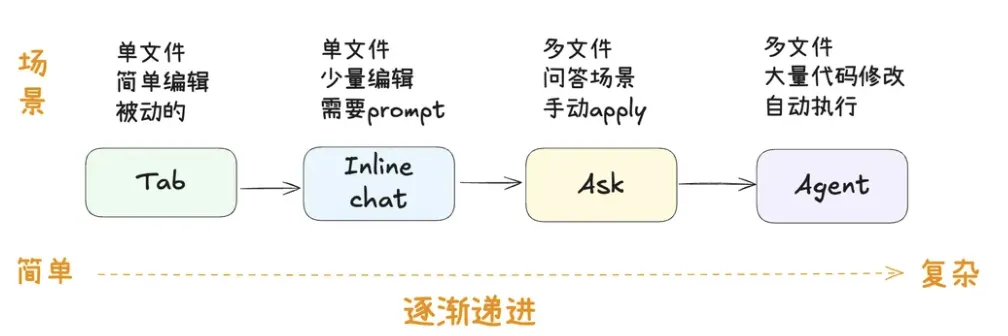 场景
单文件
简单编辑
被动的
单文件
少量编辑
需要prompt
多文件
问答场景
手动apply
多文件
大量代码修改
自动执行
Tab
Inline
chat
Ask
Agent
简单
复杂
逐渐递进